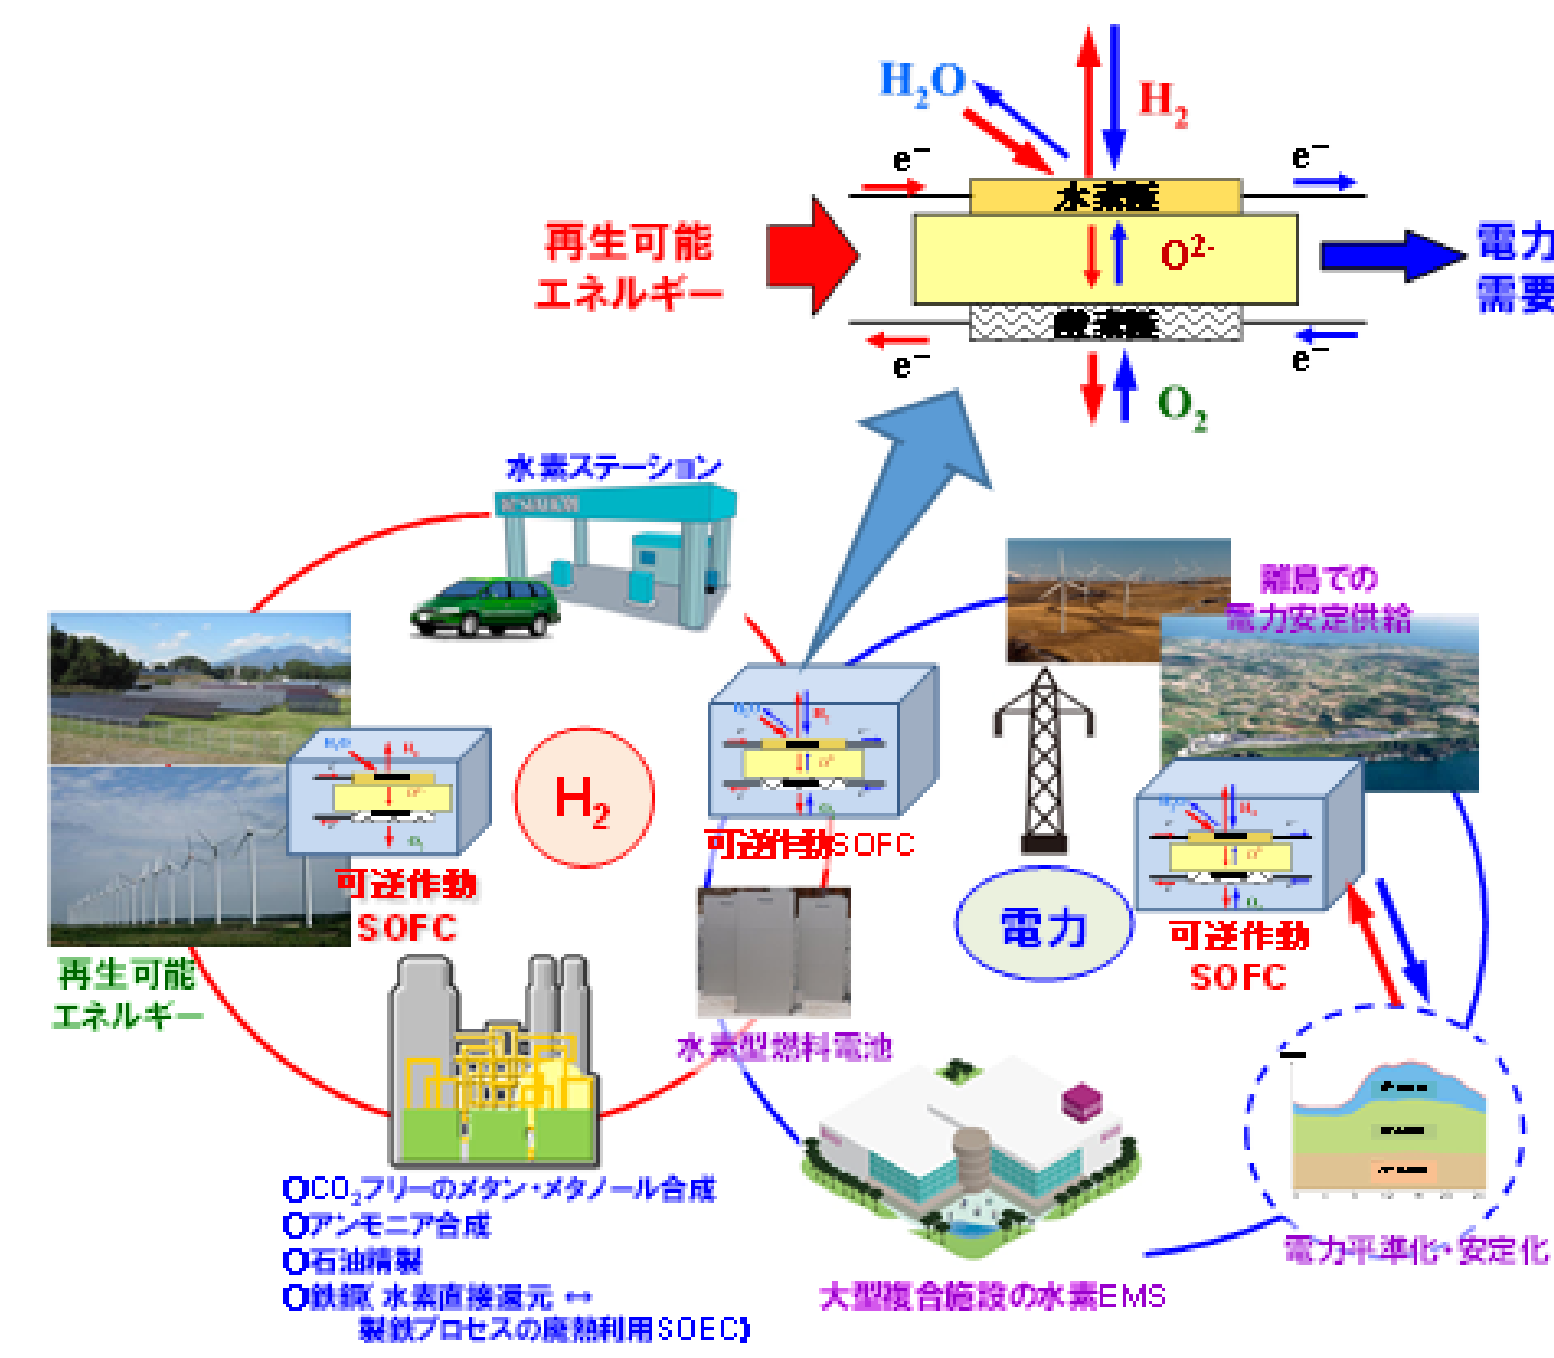 H₂O
H₂
e⁻
e⁻
水素極
再生可能
エネルギー
O²⁻
電力
需要
酸素極
e⁻
e⁻
O₂
水素ステーション
離島での
電力安定供給
H₂
可逆作動SOFC
可逆作動
SOFC
電力
可逆作動
SOFC
再生可能
エネルギー
水素型燃料電池
○CO₂フリーのメタン・メタノール合成
○アンモニア合成
○石油精製
○鉄鋼(水素直接還元 ↔
製鉄プロセスの廃熱利用SOEC)
大型複合施設の水素EMS
電力平準化・安定化